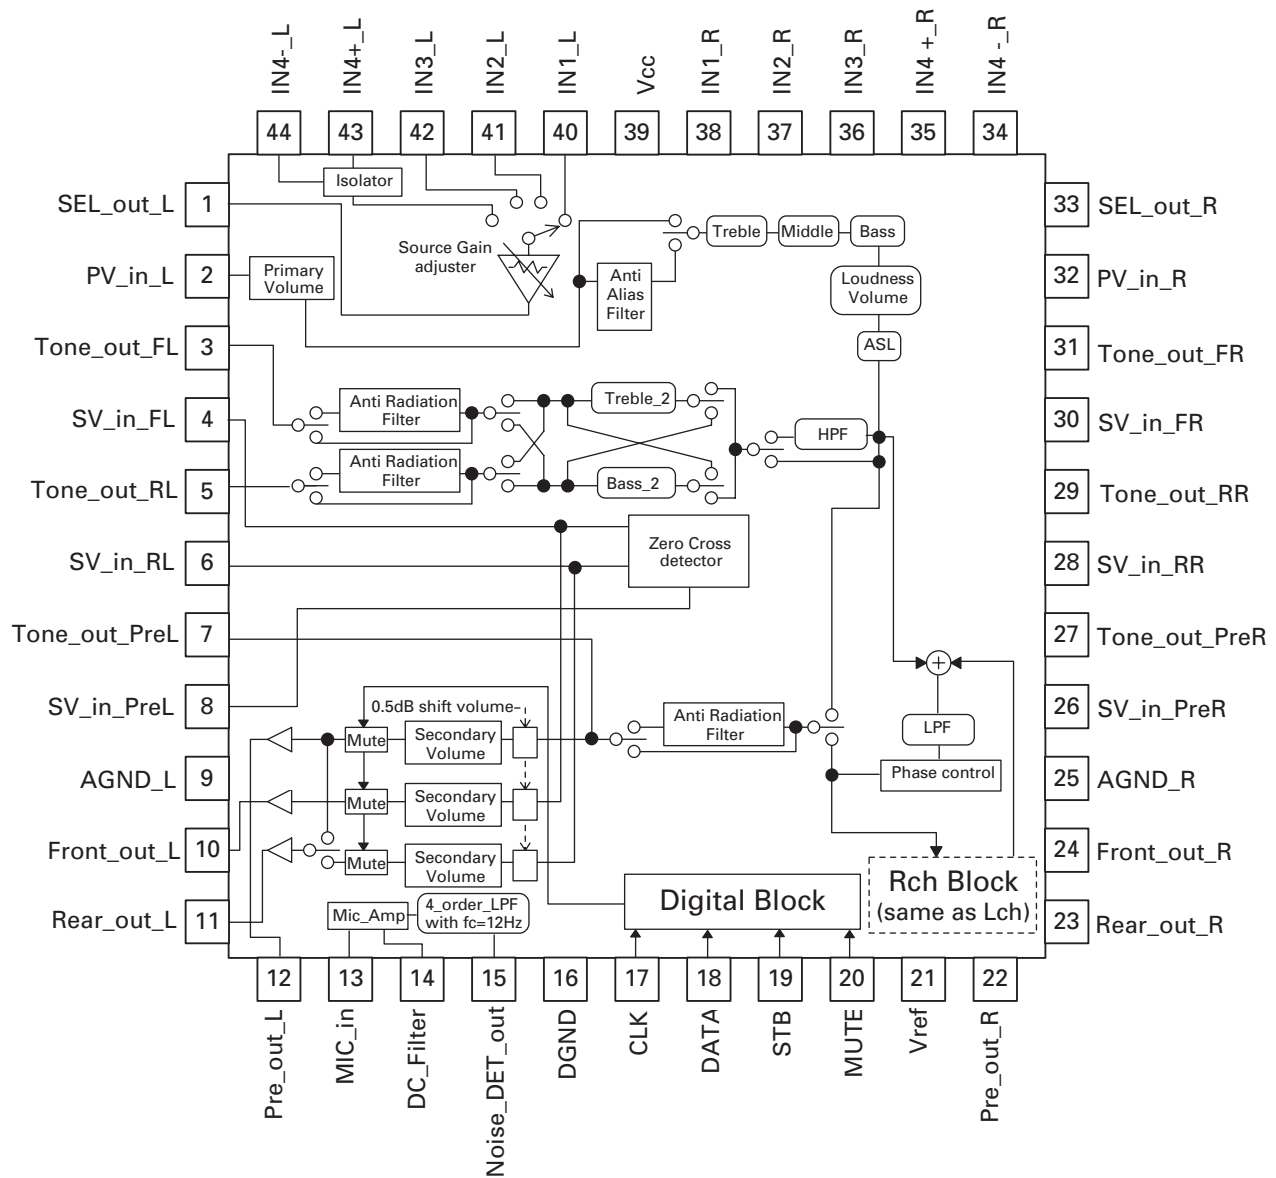 IN4-_L
IN4+_L
IN3_L
IN2_L
IN1_L
Vcc
IN1_R
IN2_R
IN3_R
IN4 +_R
IN4 -_R
44
43
42
41
40
39
38
37
36
35
34
SEL_out_L
1
PV_in_L
2
Tone_out_FL
3
SV_in_FL
4
Tone_out_RL
5
SV_in_RL
6
Tone_out_PreL
7
SV_in_PreL
8
AGND_L
9
Front_out_L
10
Rear_out_L
11
33
SEL_out_R
32
PV_in_R
31
Tone_out_FR
30
SV_in_FR
29
Tone_out_RR
28
SV_in_RR
27
Tone_out_PreR
26
SV_in_PreR
25
AGND_R
24
Front_out_R
23
Rear_out_R
Isolator
Source Gain
adjuster
Primary
Volume
Anti
Alias
Filter
Treble
Middle
Bass
Loudness
Volume
ASL
Anti Radiation
Filter
Treble_2
HPF
Anti Radiation
Filter
Bass_2
Zero Cross
detector
+
0.5dB shift volume
Mute
Secondary
Volume
Anti Radiation
Filter
LPF
Phase control
Mute
Secondary
Volume
Mute
Secondary
Volume
Mic_Amp
4_order_LPF
with fc=12Hz
Digital Block
Rch Block
(same as Lch)
12
13
14
15
16
17
18
19
20
21
22
Pre_out_L
MIC_in
DC_Filter
Noise_DET_out
DGND
CLK
DATA
STB
MUTE
Vref
Pre_out_R